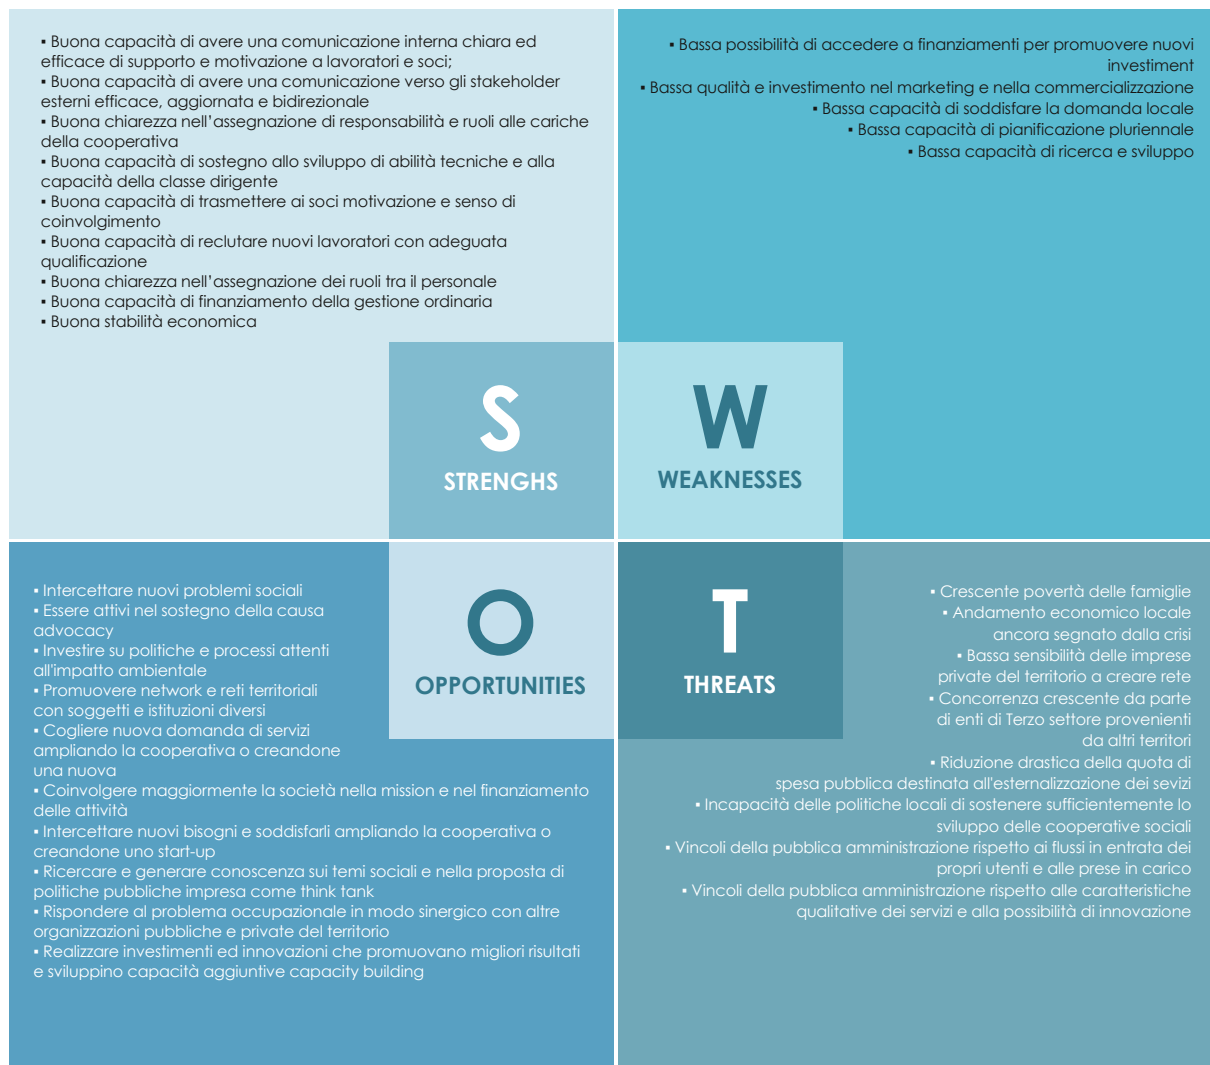 ▪ Buona capacità di avere una comunicazione interna chiara ed
efficace di supporto e motivazione a lavoratori e soci;
▪ Buona capacità di avere una comunicazione verso gli stakeholder
esterni efficace, aggiornata e bidirezionale
▪ Buona chiarezza nell'assegnazione di responsabilità e ruoli alle cariche
della cooperativa
▪ Buona capacità di sostegno allo sviluppo di abilità tecniche e alla
capacità della classe dirigente
▪ Buona capacità di trasmettere ai soci motivazione e senso di
coinvolgimento
▪ Buona capacità di reclutare nuovi lavoratori con adeguata
qualificazione
▪ Buona chiarezza nell'assegnazione dei ruoli tra il personale
▪ Buona capacità di finanziamento della gestione ordinaria
▪ Buona stabilità economica
S
STRENGHS
▪ Bassa possibilità di accedere a finanziamenti per promuovere nuovi
investiment
▪ Bassa qualità e investimento nel marketing e nella commercializzazione
▪ Bassa capacità di soddisfare la domanda locale
▪ Bassa capacità di pianificazione pluriennale
▪ Bassa capacità di ricerca e sviluppo
W
WEAKNESSES
▪ Intercettare nuovi problemi sociali
▪ Essere attivi nel sostegno della causa
advocacy
▪ Investire su politiche e processi attenti
all'impatto ambientale
▪ Promuovere network e reti territoriali
con soggetti e istituzioni diversi
▪ Cogliere nuova domanda di servizi
ampliando la cooperativa o creandone
una nuova
▪ Coinvolgere maggiormente la società nella mission e nel finanziamento
delle attività
▪ Intercettare nuovi bisogni e soddisfarli ampliando la cooperativa o
creandone uno start-up
▪ Ricercare e generare conoscenza sui temi sociali e nella proposta di
politiche pubbliche impresa come think tank
▪ Rispondere al problema occupazionale in modo sinergico con altre
organizzazioni pubbliche e private del territorio
▪ Realizzare investimenti ed innovazioni che promuovano migliori risultati
e sviluppino capacità aggiuntive capacity building
O
OPPORTUNITIES
T
THREATS
▪ Crescente povertà delle famiglie
▪ Andamento economico locale
ancora segnato dalla crisi
▪ Bassa sensibilità delle imprese
private del territorio a creare rete
▪ Concorrenza crescente da parte
di enti di Terzo settore provenienti
da altri territori
▪ Riduzione drastica della quota di
spesa pubblica destinata all'esternalizzazione dei sevizi
▪ Incapacità delle politiche locali di sostenere sufficientemente lo
sviluppo delle cooperative sociali
▪ Vincoli della pubblica amministrazione rispetto ai flussi in entrata dei
propri utenti e alle prese in carico
▪ Vincoli della pubblica amministrazione rispetto alle caratteristiche
qualitative dei servizi e alla possibilità di innovazione